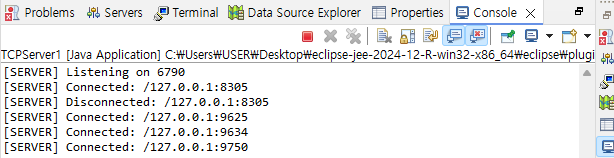 Problems Servers Terminal Data Source Explorer Properties Console
TCPServer1 [Java Application] C:₩Users₩USER₩Desktop₩eclipse-jee-2024-12-R-win32-x86_64₩eclipse₩plugi
[SERVER] Listening on 6790
[SERVER] Connected: /127.0.0.1:8305
[SERVER] Disconnected: /127.0.0.1:8305
[SERVER] Connected: /127.0.0.1:9625
[SERVER] Connected: /127.0.0.1:9634
[SERVER] Connected: /127.0.0.1:9750